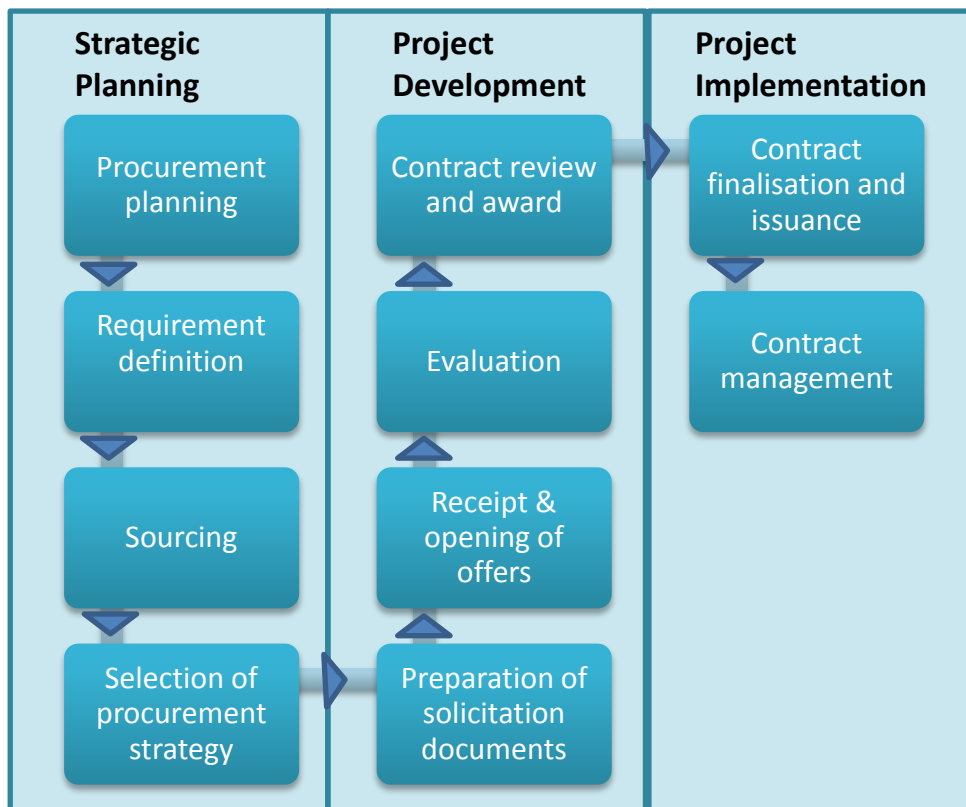 Strategic
Planning
Procurement
planning
Requirement
definition
Sourcing
Selection of
procurement
strategy
Project
Development
Contract review
and award
Evaluation
Receipt &
opening of
offers
Preparation of
solicitation
documents
Project
Implementation
Contract
finalisation and
issuance
Contract
management